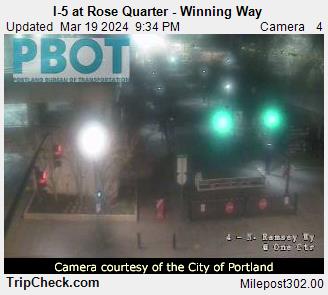 I-5 at Rose Quarter - Winning Way
Updated Mar 19 2024 9:34 PM Camera 4
PBOT
PORTLAND BUREAU OF TRANSPORTATION
4 - N. Ramsey Wy
@ One Ctr
Camera courtesy of the City of Portland
TripCheck.com Milepost302.00